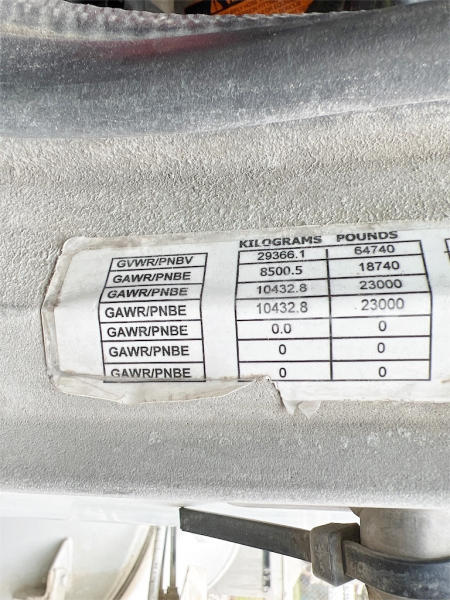 KILOGRAMS POUNDS
GVWR/PNBV 29366.1 64740
GAWR/PNBE 8500.5 18740
GAWR/PNBE 10432.8 23000
GAWR/PNBE 10432.8 23000
GAWR/PNBE 0.0 0
GAWR/PNBE 0 0
GAWR/PNBE 0 0